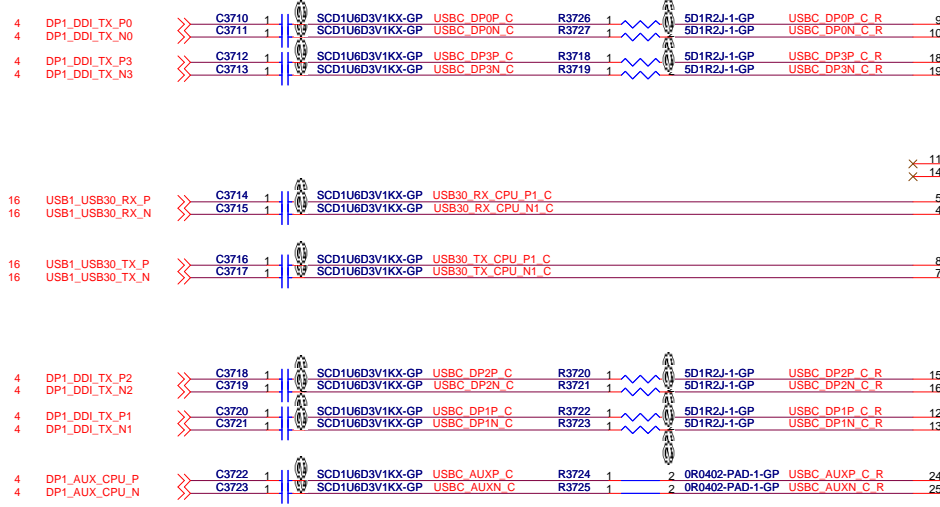 4 DP1_DDI_TX_P0 C3710 1 SCD1U6D3V1KX-GP USBC_DP0P_C R3726 1 5D1R2J-1-GP USBC_DP0P_C_R 9
4 DP1_DDI_TX_N0 C3711 1 SCD1U6D3V1KX-GP USBC_DP0N_C R3727 1 5D1R2J-1-GP USBC_DP0N_C_R 10
4 DP1_DDI_TX_P3 C3712 1 SCD1U6D3V1KX-GP USBC_DP3P_C R3718 1 5D1R2J-1-GP USBC_DP3P_C_R 18
4 DP1_DDI_TX_N3 C3713 1 SCD1U6D3V1KX-GP USBC_DP3N_C R3719 1 5D1R2J-1-GP USBC_DP3N_C_R 19
11
14
16 USB1_USB30_RX_P C3714 1 SCD1U6D3V1KX-GP USB30_RX_CPU_P1_C 5
16 USB1_USB30_RX_N C3715 1 SCD1U6D3V1KX-GP USB30_RX_CPU_N1_C 4
16 USB1_USB30_TX_P C3716 1 SCD1U6D3V1KX-GP USB30_TX_CPU_P1_C 8
16 USB1_USB30_TX_N C3717 1 SCD1U6D3V1KX-GP USB30_TX_CPU_N1_C 7
4 DP1_DDI_TX_P2 C3718 1 SCD1U6D3V1KX-GP USBC_DP2P_C R3720 1 5D1R2J-1-GP USBC_DP2P_C_R 15
4 DP1_DDI_TX_N2 C3719 1 SCD1U6D3V1KX-GP USBC_DP2N_C R3721 1 5D1R2J-1-GP USBC_DP2N_C_R 16
4 DP1_DDI_TX_P1 C3720 1 SCD1U6D3V1KX-GP USBC_DP1P_C R3722 1 5D1R2J-1-GP USBC_DP1P_C_R 12
4 DP1_DDI_TX_N1 C3721 1 SCD1U6D3V1KX-GP USBC_DP1N_C R3723 1 5D1R2J-1-GP USBC_DP1N_C_R 13
4 DP1_AUX_CPU_P C3722 1 SCD1U6D3V1KX-GP USBC_AUXP_C R3724 1 2 0R0402-PAD-1-GP USBC_AUXP_C_R 24
4 DP1_AUX_CPU_N C3723 1 SCD1U6D3V1KX-GP USBC_AUXN_C R3725 1 2 0R0402-PAD-1-GP USBC_AUXN_C_R 25